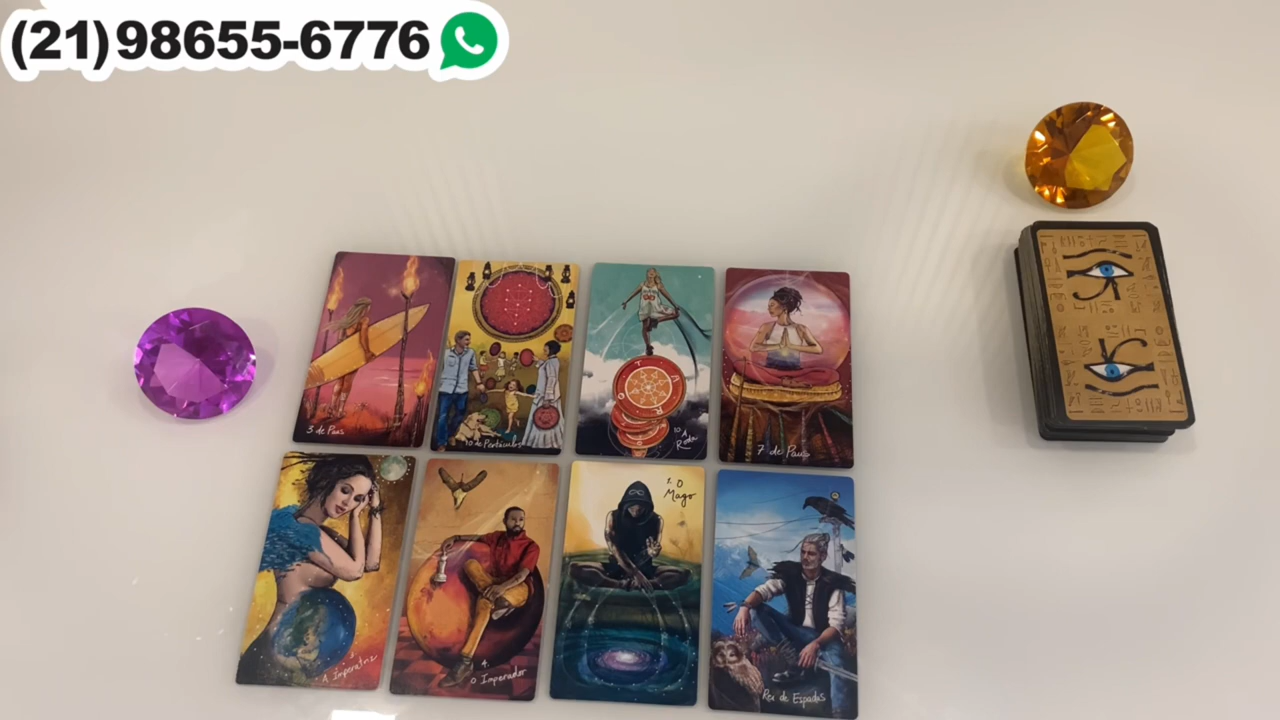 (21)98655-6776
3 de Paus
10 de Pentáculos
10
A
Roda
7 de Paus
A Imperatriz
4.
O Imperador
1. O
Mago
Rei de Espadas